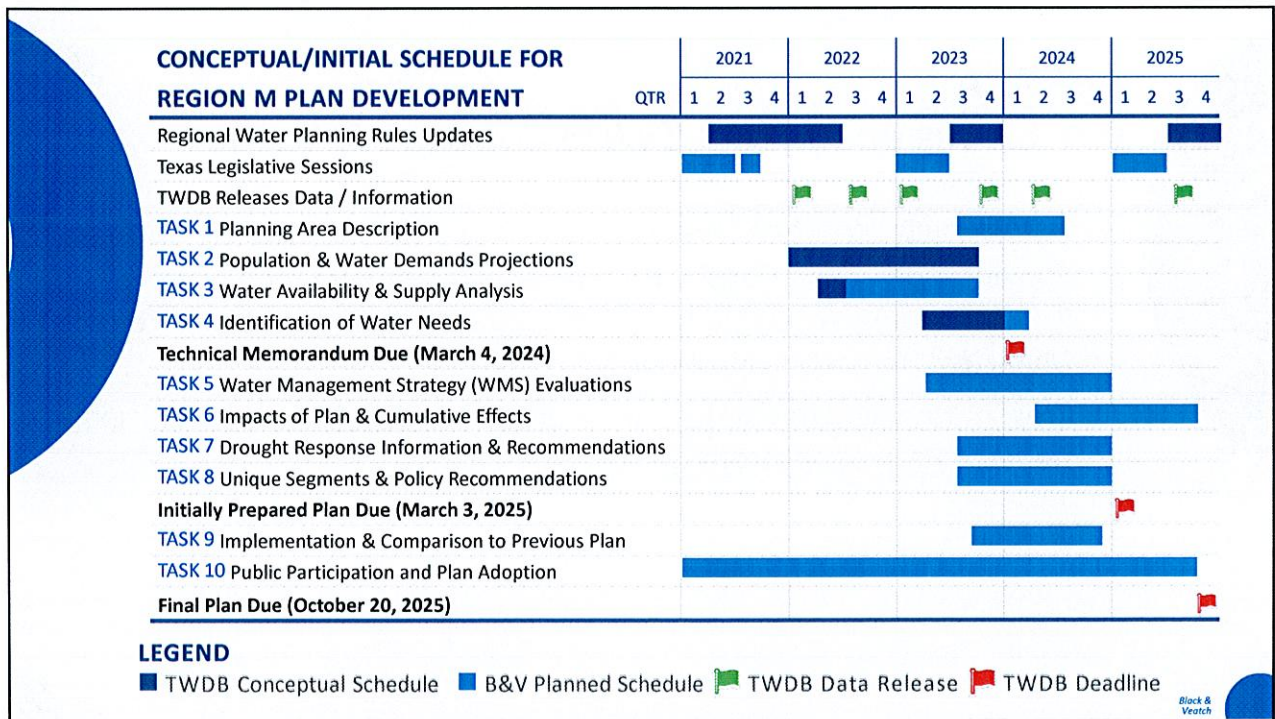 CONCEPTUAL/INITIAL SCHEDULE FOR
REGION M PLAN DEVELOPMENT
2021 2022 2023 2024 2025
QTR 1 2 3 4 1 2 3 4 1 2 3 4 1 2 3 4 1 2 3 4
Regional Water Planning Rules Updates
Texas Legislative Sessions
TWDB Releases Data / Information
TASK 1 Planning Area Description
TASK 2 Population & Water Demands Projections
TASK 3 Water Availability & Supply Analysis
TASK 4 Identification of Water Needs
Technical Memorandum Due (March 4, 2024)
TASK 5 Water Management Strategy (WMS) Evaluations
TASK 6 Impacts of Plan & Cumulative Effects
TASK 7 Drought Response Information & Recommendations
TASK 8 Unique Segments & Policy Recommendations
Initially Prepared Plan Due (March 3, 2025)
TASK 9 Implementation & Comparison to Previous Plan
TASK 10 Public Participation and Plan Adoption
Final Plan Due (October 20, 2025)
LEGEND
TWDB Conceptual Schedule B&V Planned Schedule TWDB Data Release TWDB Deadline
Black &
Veatch